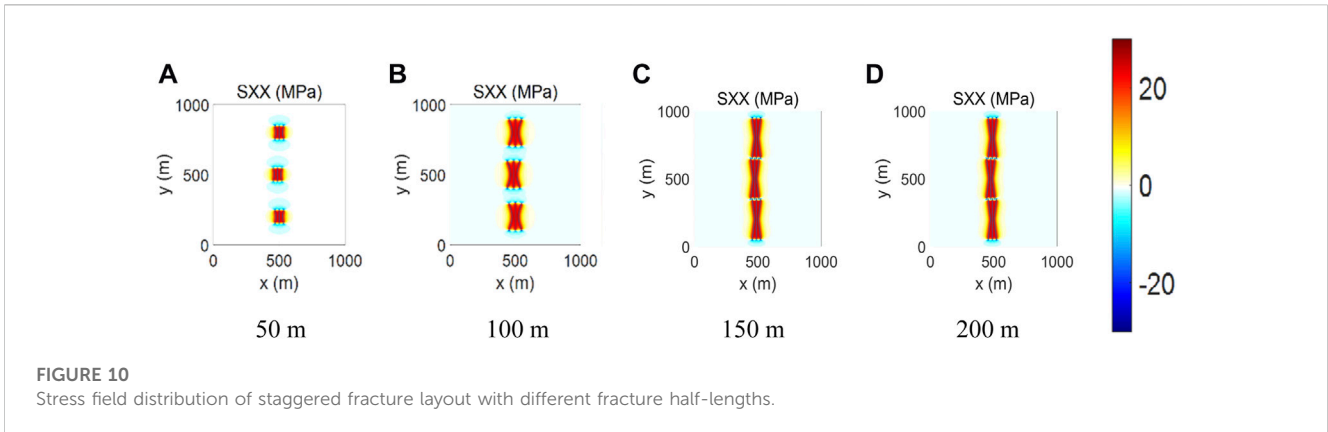 A
B
C
D
SXX (MPa)
SXX (MPa)
SXX (MPa)
SXX (MPa)
1000
500
0
y (m)
0
500
1000
x (m)
1000
500
0
y (m)
0
500
1000
x (m)
1000
500
0
y (m)
0
500
1000
x (m)
1000
500
0
y (m)
0
500
1000
x (m)
20
0
-20
50 m
100 m
150 m
200 m
FIGURE 10
Stress field distribution of staggered fracture layout with different fracture half-lengths.